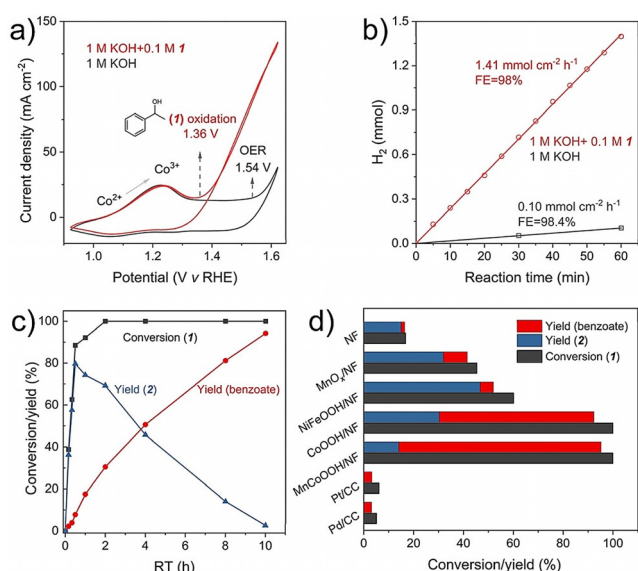 a)
1 M KOH+0.1 M 1
1 M KOH
OH
(1) oxidation
1.36 V
OER
1.54 V
Co2+
Co3+
Current density (mA cm-2)
150
100
50
0
1.0
1.2
1.4
1.6
Potential (V v RHE)
b)
1.41 mmol cm-2 h-1
FE=98%
1 M KOH+ 0.1 M 1
1 M KOH
0.10 mmol cm-2 h-1
FE=98.4%
H2 (mmol)
1.5
1.2
0.9
0.6
0.3
0.0
0
10
20
30
40
50
60
Reaction time (min)
c)
Conversion (1)
Yield (2)
Yield (benzoate)
Conversion/yield (%)
100
80
60
40
20
0
0
2
4
6
8
10
RT (h)
d)
Yield (benzoate)
Yield (2)
Conversion (1)
NF
MnOx/NF
NiFeOOH/NF
CoOOH/NF
MnCoOOH/NF
Pt/CC
Pd/CC
0
20
40
60
80
100
Conversion/yield (%)